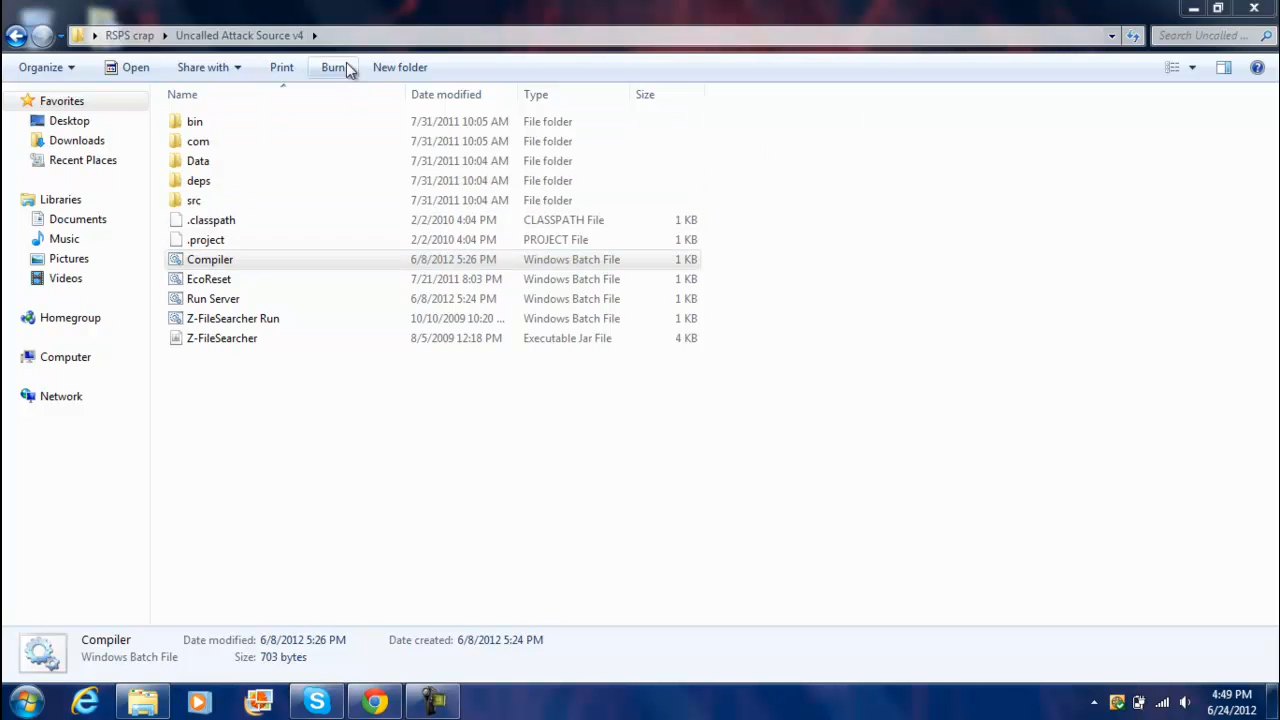 RSPS crap Uncalled Attack Source v4 Search Uncalled ...
Organize Open Share with Print Burn New folder
Name Date modified Type Size
Favorites
Desktop
Downloads
Recent Places
Libraries
Documents
Music
Pictures
Videos
Homegroup
Computer
Network
bin 7/31/2011 10:05 AM File folder
com 7/31/2011 10:05 AM File folder
Data 7/31/2011 10:04 AM File folder
deps 7/31/2011 10:04 AM File folder
src 7/31/2011 10:04 AM File folder
.classpath 2/2/2010 4:04 PM CLASSPATH File 1 KB
.project 2/2/2010 4:04 PM PROJECT File 1 KB
Compiler 6/8/2012 5:26 PM Windows Batch File 1 KB
EcoReset 7/21/2011 8:03 PM Windows Batch File 1 KB
Run Server 6/8/2012 5:24 PM Windows Batch File 1 KB
Z-FileSearcher Run 10/10/2009 10:20 ... Windows Batch File 1 KB
Z-FileSearcher 8/5/2009 12:18 PM Executable Jar File 4 KB
Compiler Date modified: 6/8/2012 5:26 PM Date created: 6/8/2012 5:24 PM
Windows Batch File Size: 703 bytes
4:49 PM
6/24/2012